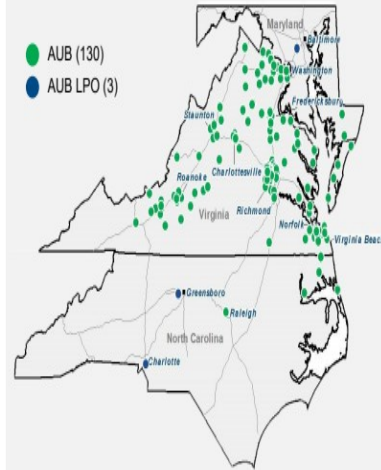 Maryland
Baltimore
AUB (130)
AUB LPO (3)
Washington
Fredericksburg
Staunton
Charlottesville
Roanoke
Virginia
Richmond
Norfolk
Virginia Beac
Greensboro
Raleigh
North Carolina
Charlotte